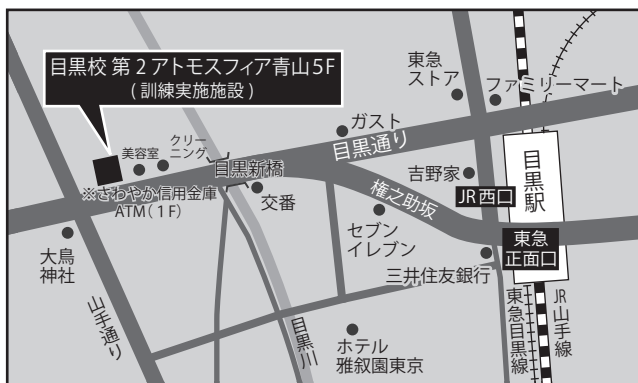 目黒校 第2アトモスフィア青山5F
(訓練実施施設)
東急
ストア
ファミリーマート
ガスト
目黒通り
クリー
ニング
美容室
目黒新橋
※さわやか信用金庫
ATM(1F)
交番
吉野家
目黒駅
JR西口
権之助坂
セブン
イレブン
東急
正面口
三井住友銀行
大鳥
神社
山手通り
目黒川
ホテル
雅叙園東京
東急目黒線
JR山手線